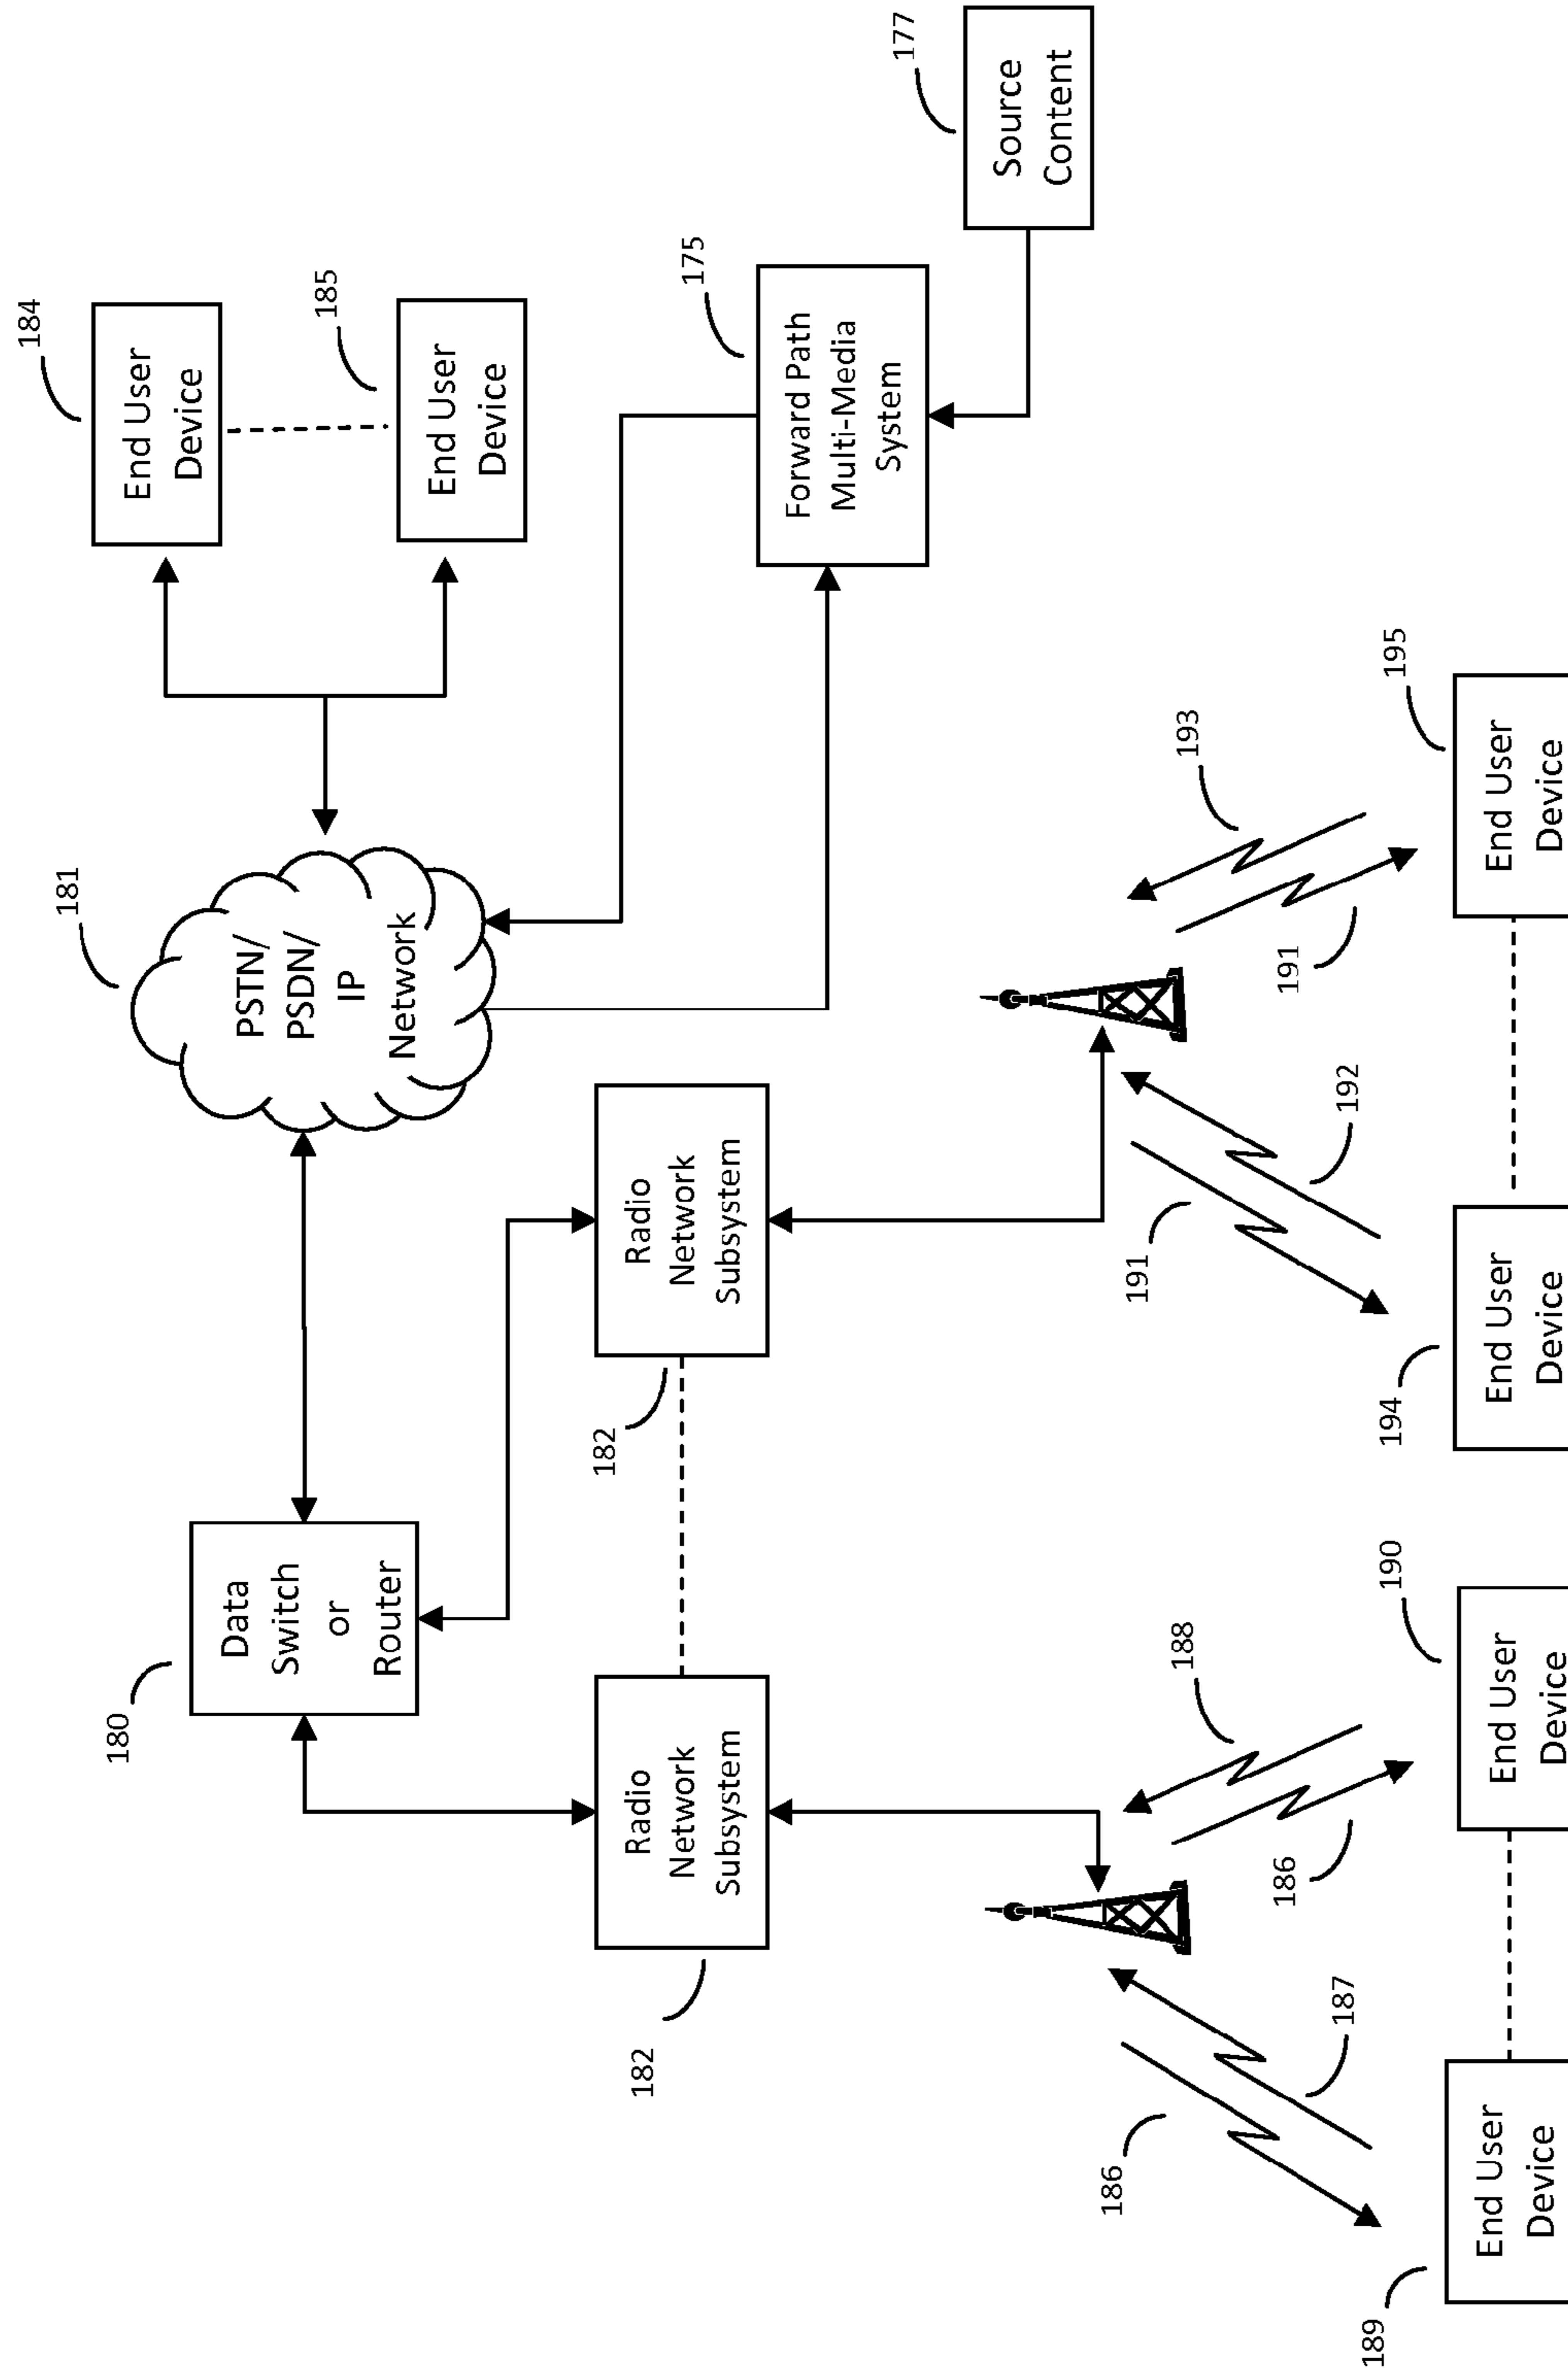 184
End User
Device
185
End User
Device
181
PSTN/
PSDN/
IP
Network
180
Data
Switch
or
Router
182
Radio
Network
Subsystem
182
Radio
Network
Subsystem
175
Forward Path
Multi-Media
System
177
Source
Content
186
187
188
186
191
192
193
191
189
End User
Device
190
End User
Device
194
End User
Device
195
End User
Device